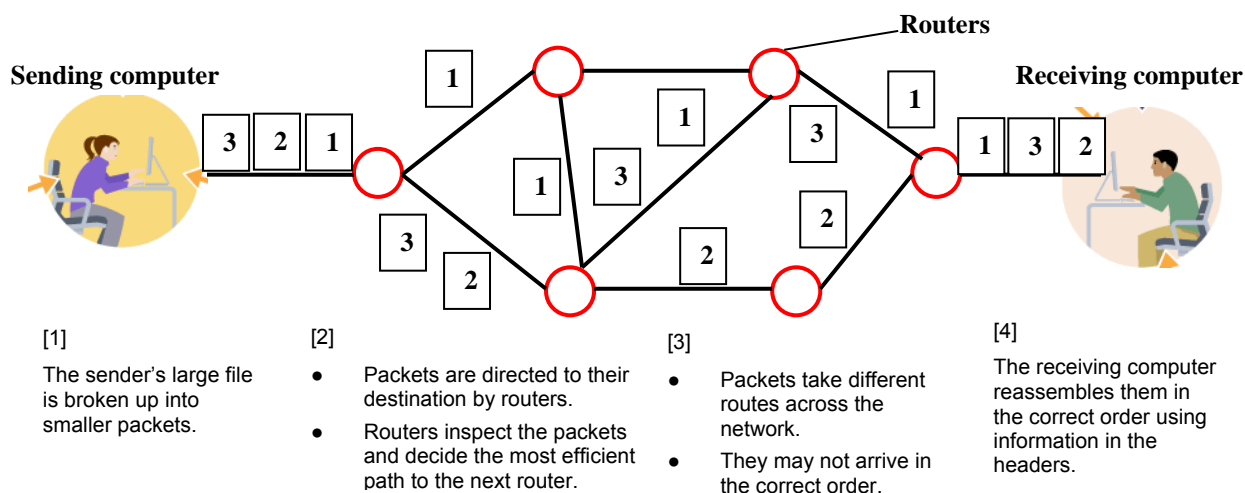 Routers
Sending computer
Receiving computer
1
1
3 2 1
1
3
1
3
1
3
2
2
2
1 3 2
[1]
The sender's large file
is broken up into
smaller packets.
[2]
● Packets are directed to their
destination by routers.
● Routers inspect the packets
and decide the most efficient
path to the next router.
[3]
● Packets take different
routes across the
network.
● They may not arrive in
the correct order.
[4]
The receiving computer
reassembles them in
the correct order using
information in the
headers.